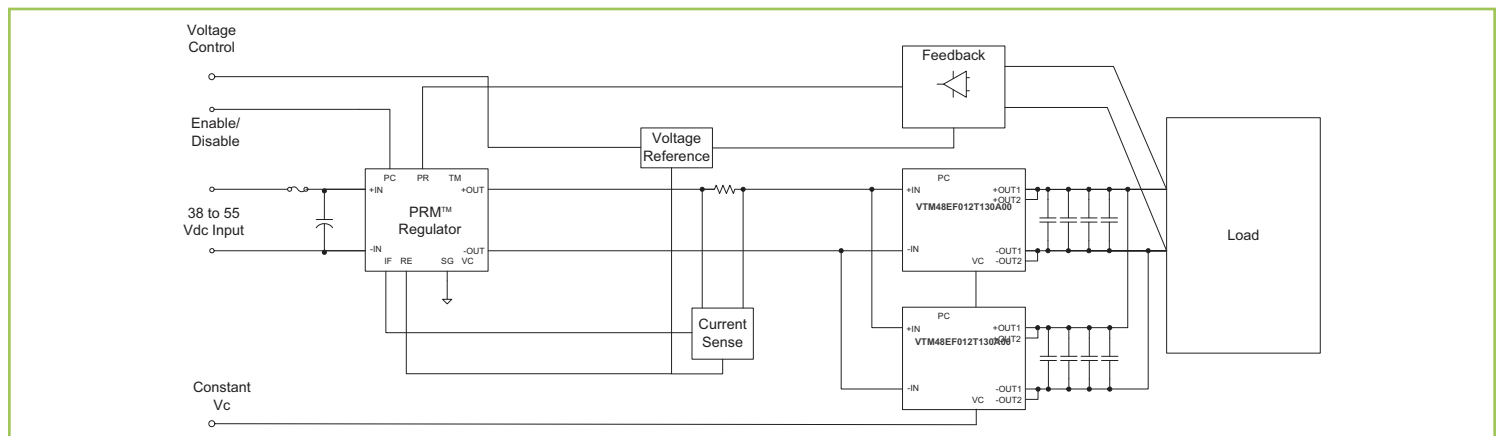 Voltage
Control
Enable/
Disable
38 to 55
Vdc Input
Constant
Vc
PC PR TM
+IN +OUT
PRM™
Regulator
-IN -OUT
IF RE SG VC
Voltage
Reference
Current
Sense
Feedback
PC
+IN +OUT1
+OUT2
VTM48EF012T130A00
-IN -OUT1
-OUT2
VC
PC
+IN +OUT1
+OUT2
VTM48EF012T130A00
-IN -OUT1
-OUT2
VC
Load